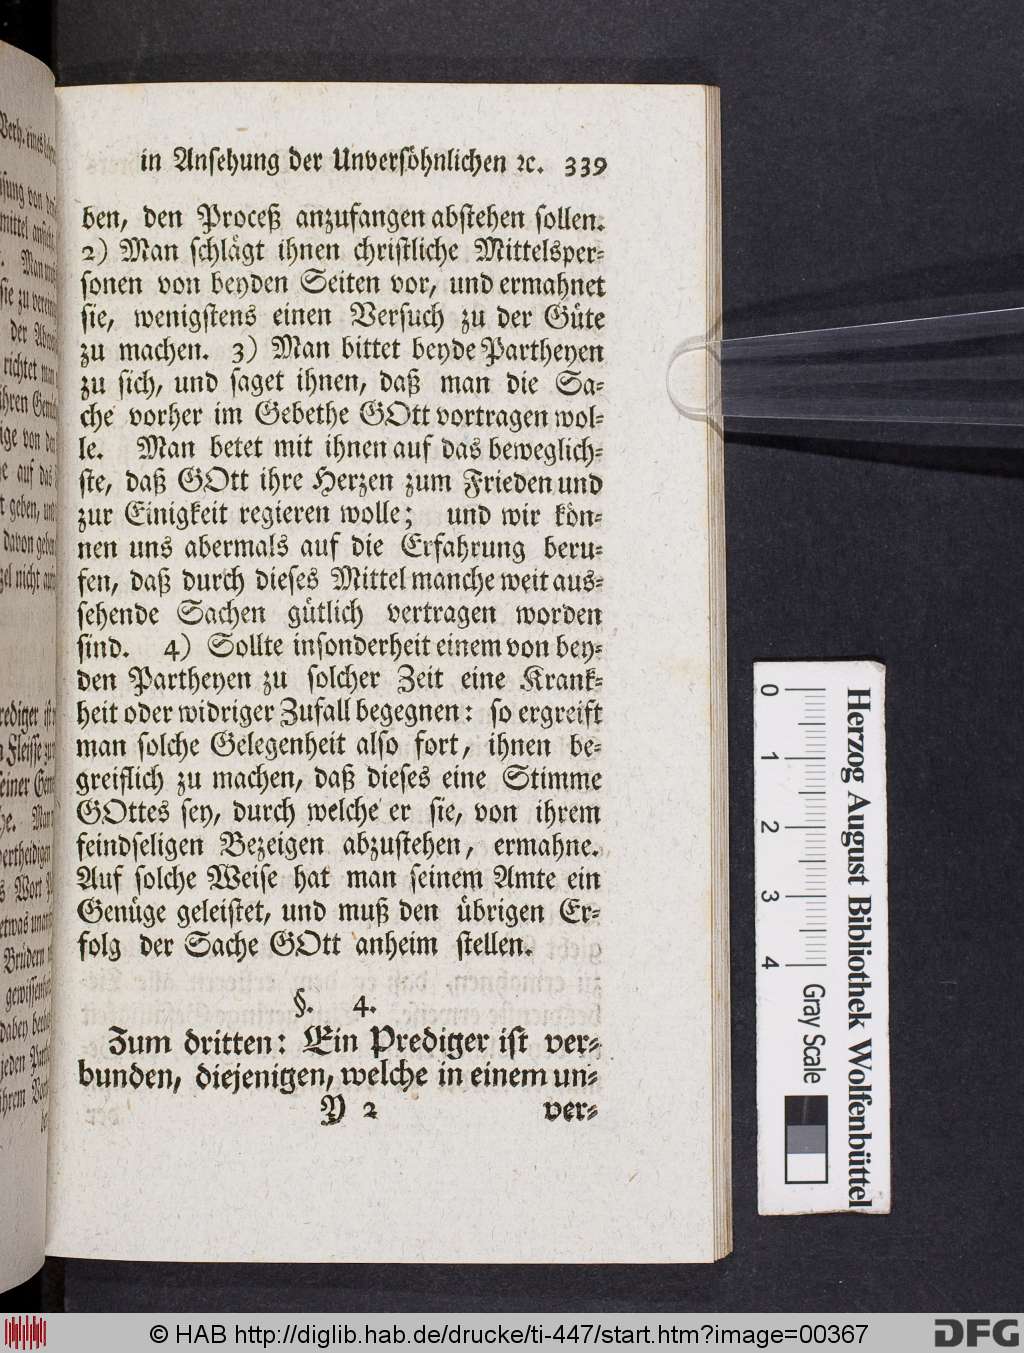 in Ansehung der Unversöhnlichen ꝛc. 339
ben, den Proceß anzufangen abstehen sollen.
2) Man schlägt ihnen christliche Mittelsper-
sonen von beyden Seiten vor, und ermahnet
sie, wenigstens einen Versuch zu der Güte
zu machen. 3) Man bittet beyde Partheyen
zu sich, und saget ihnen, daß man die Sa-
che vorher im Gebethe GOtt vortragen wol-
le. Man betet mit ihnen auf das beweglich-
ste, daß GOtt ihre Herzen zum Frieden und
zur Einigkeit regieren wolle; und wir kön-
nen uns abermals auf die Erfahrung beru-
fen, daß durch dieses Mittel manche weit aus-
sehende Sachen gütlich vertragen worden
sind. 4) Sollte insonderheit einem von bey-
den Partheyen zu solcher Zeit eine Krank-
heit oder widriger Zufall begegnen: so ergreift
man solche Gelegenheit also fort, ihnen be-
greiflich zu machen, daß dieses eine Stimme
GOttes sey, durch welche er sie, von ihrem
feindseligen Bezeigen abzustehen, ermahne.
Auf solche Weise hat man seinem Amte ein
Genüge geleistet, und muß den übrigen Er-
folg der Sache GOtt anheim stellen.
§. 4.
Zum dritten: Ein Prediger ist ver-
bunden, diejenigen, welche in einem un-
Y 2 ver-
0 1 2 3 4 Gray Scale
Herzog August Bibliothek Wolfenbüttel
© HAB http://diglib.hab.de/drucke/ti-447/start.htm?image=00367
DFG